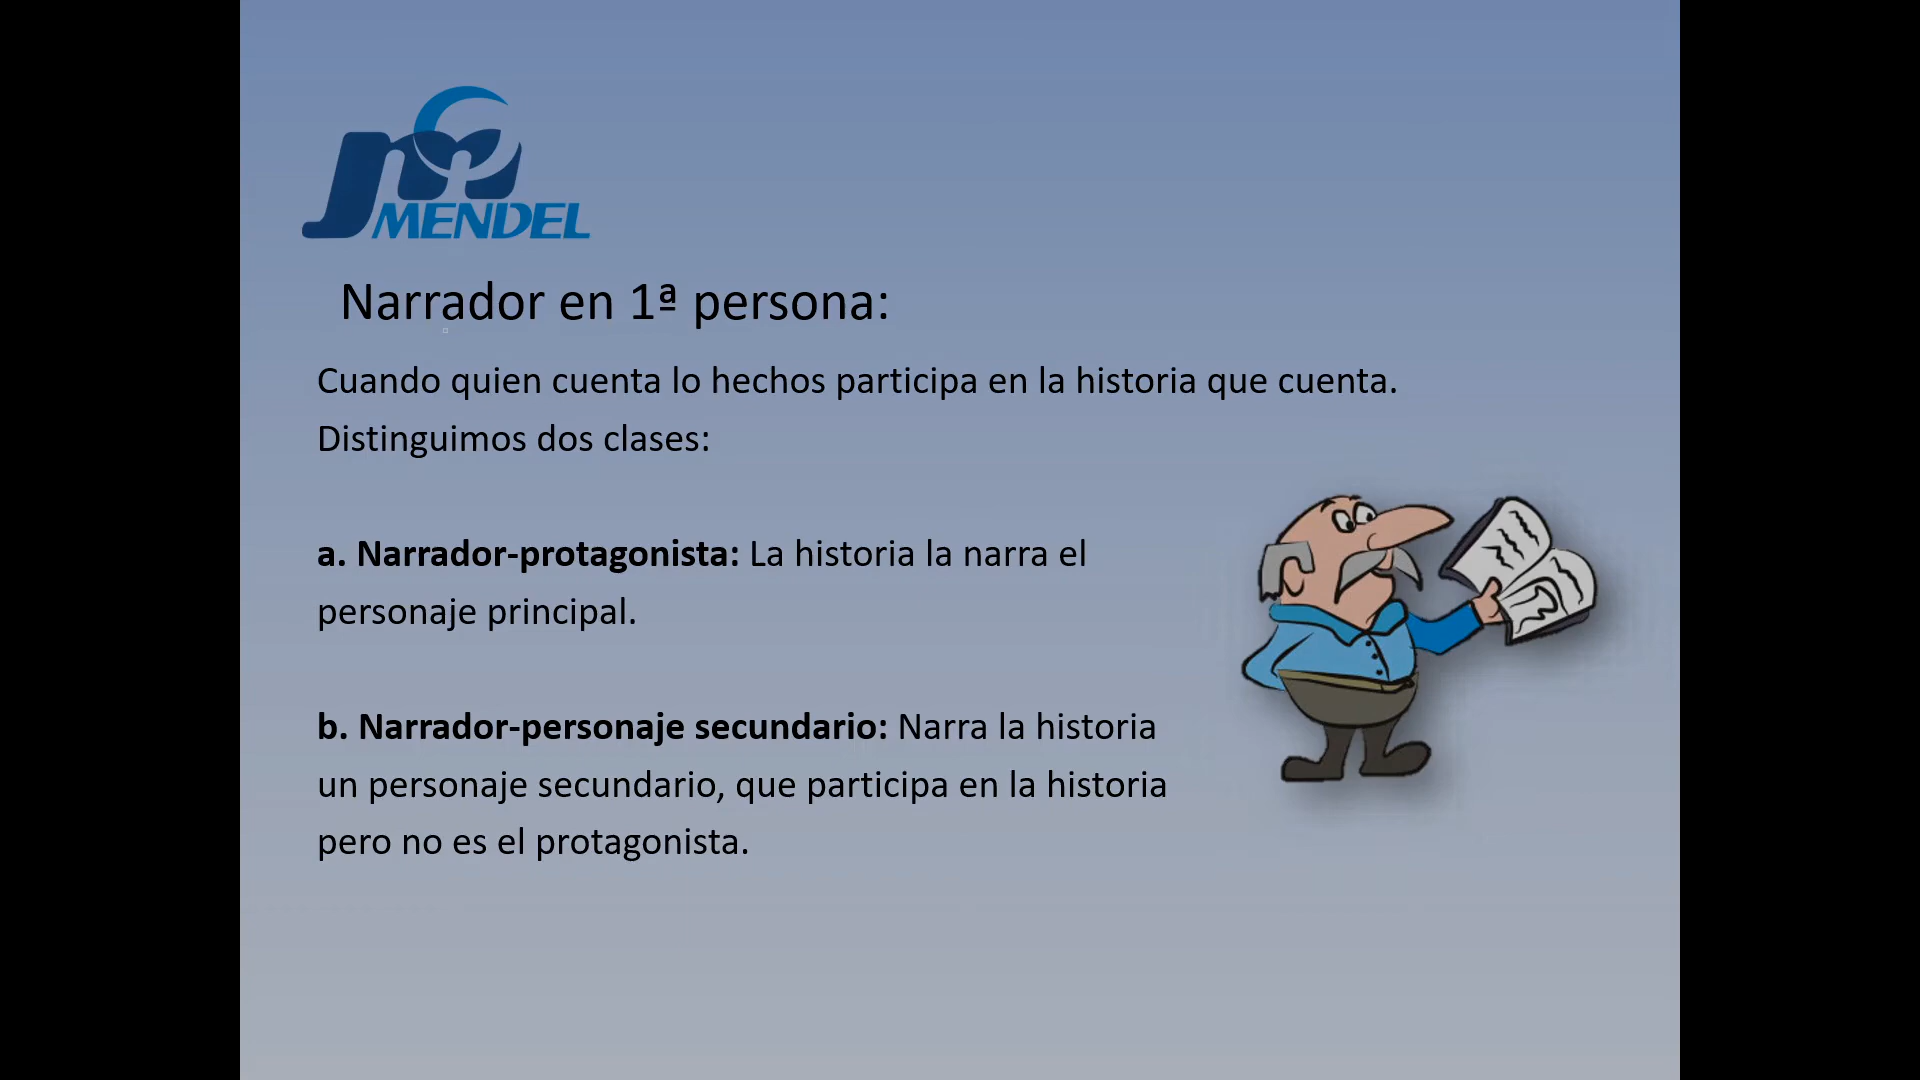 Jm
MENDEL
Narrador en 1ª persona:
Cuando quien cuenta lo hechos participa en la historia que cuenta.
Distinguimos dos clases:
a. Narrador-protagonista: La historia la narra el
personaje principal.
b. Narrador-personaje secundario: Narra la historia
un personaje secundario, que participa en la historia
pero no es el protagonista.